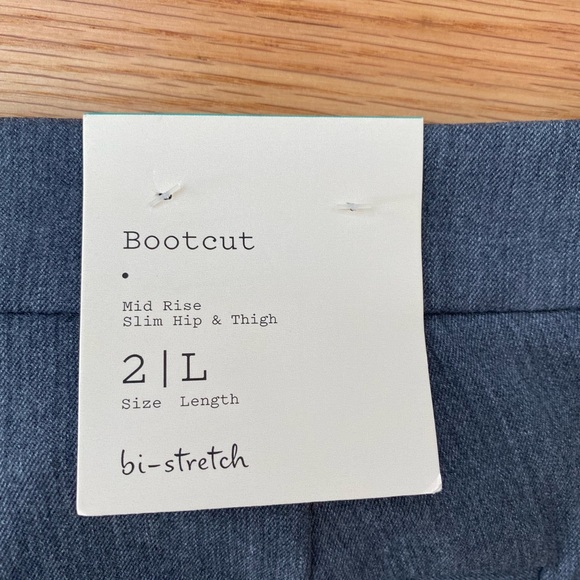 Bootcut
•
Mid Rise
Slim Hip & Thigh
2|L
Size Length
bi-stretch